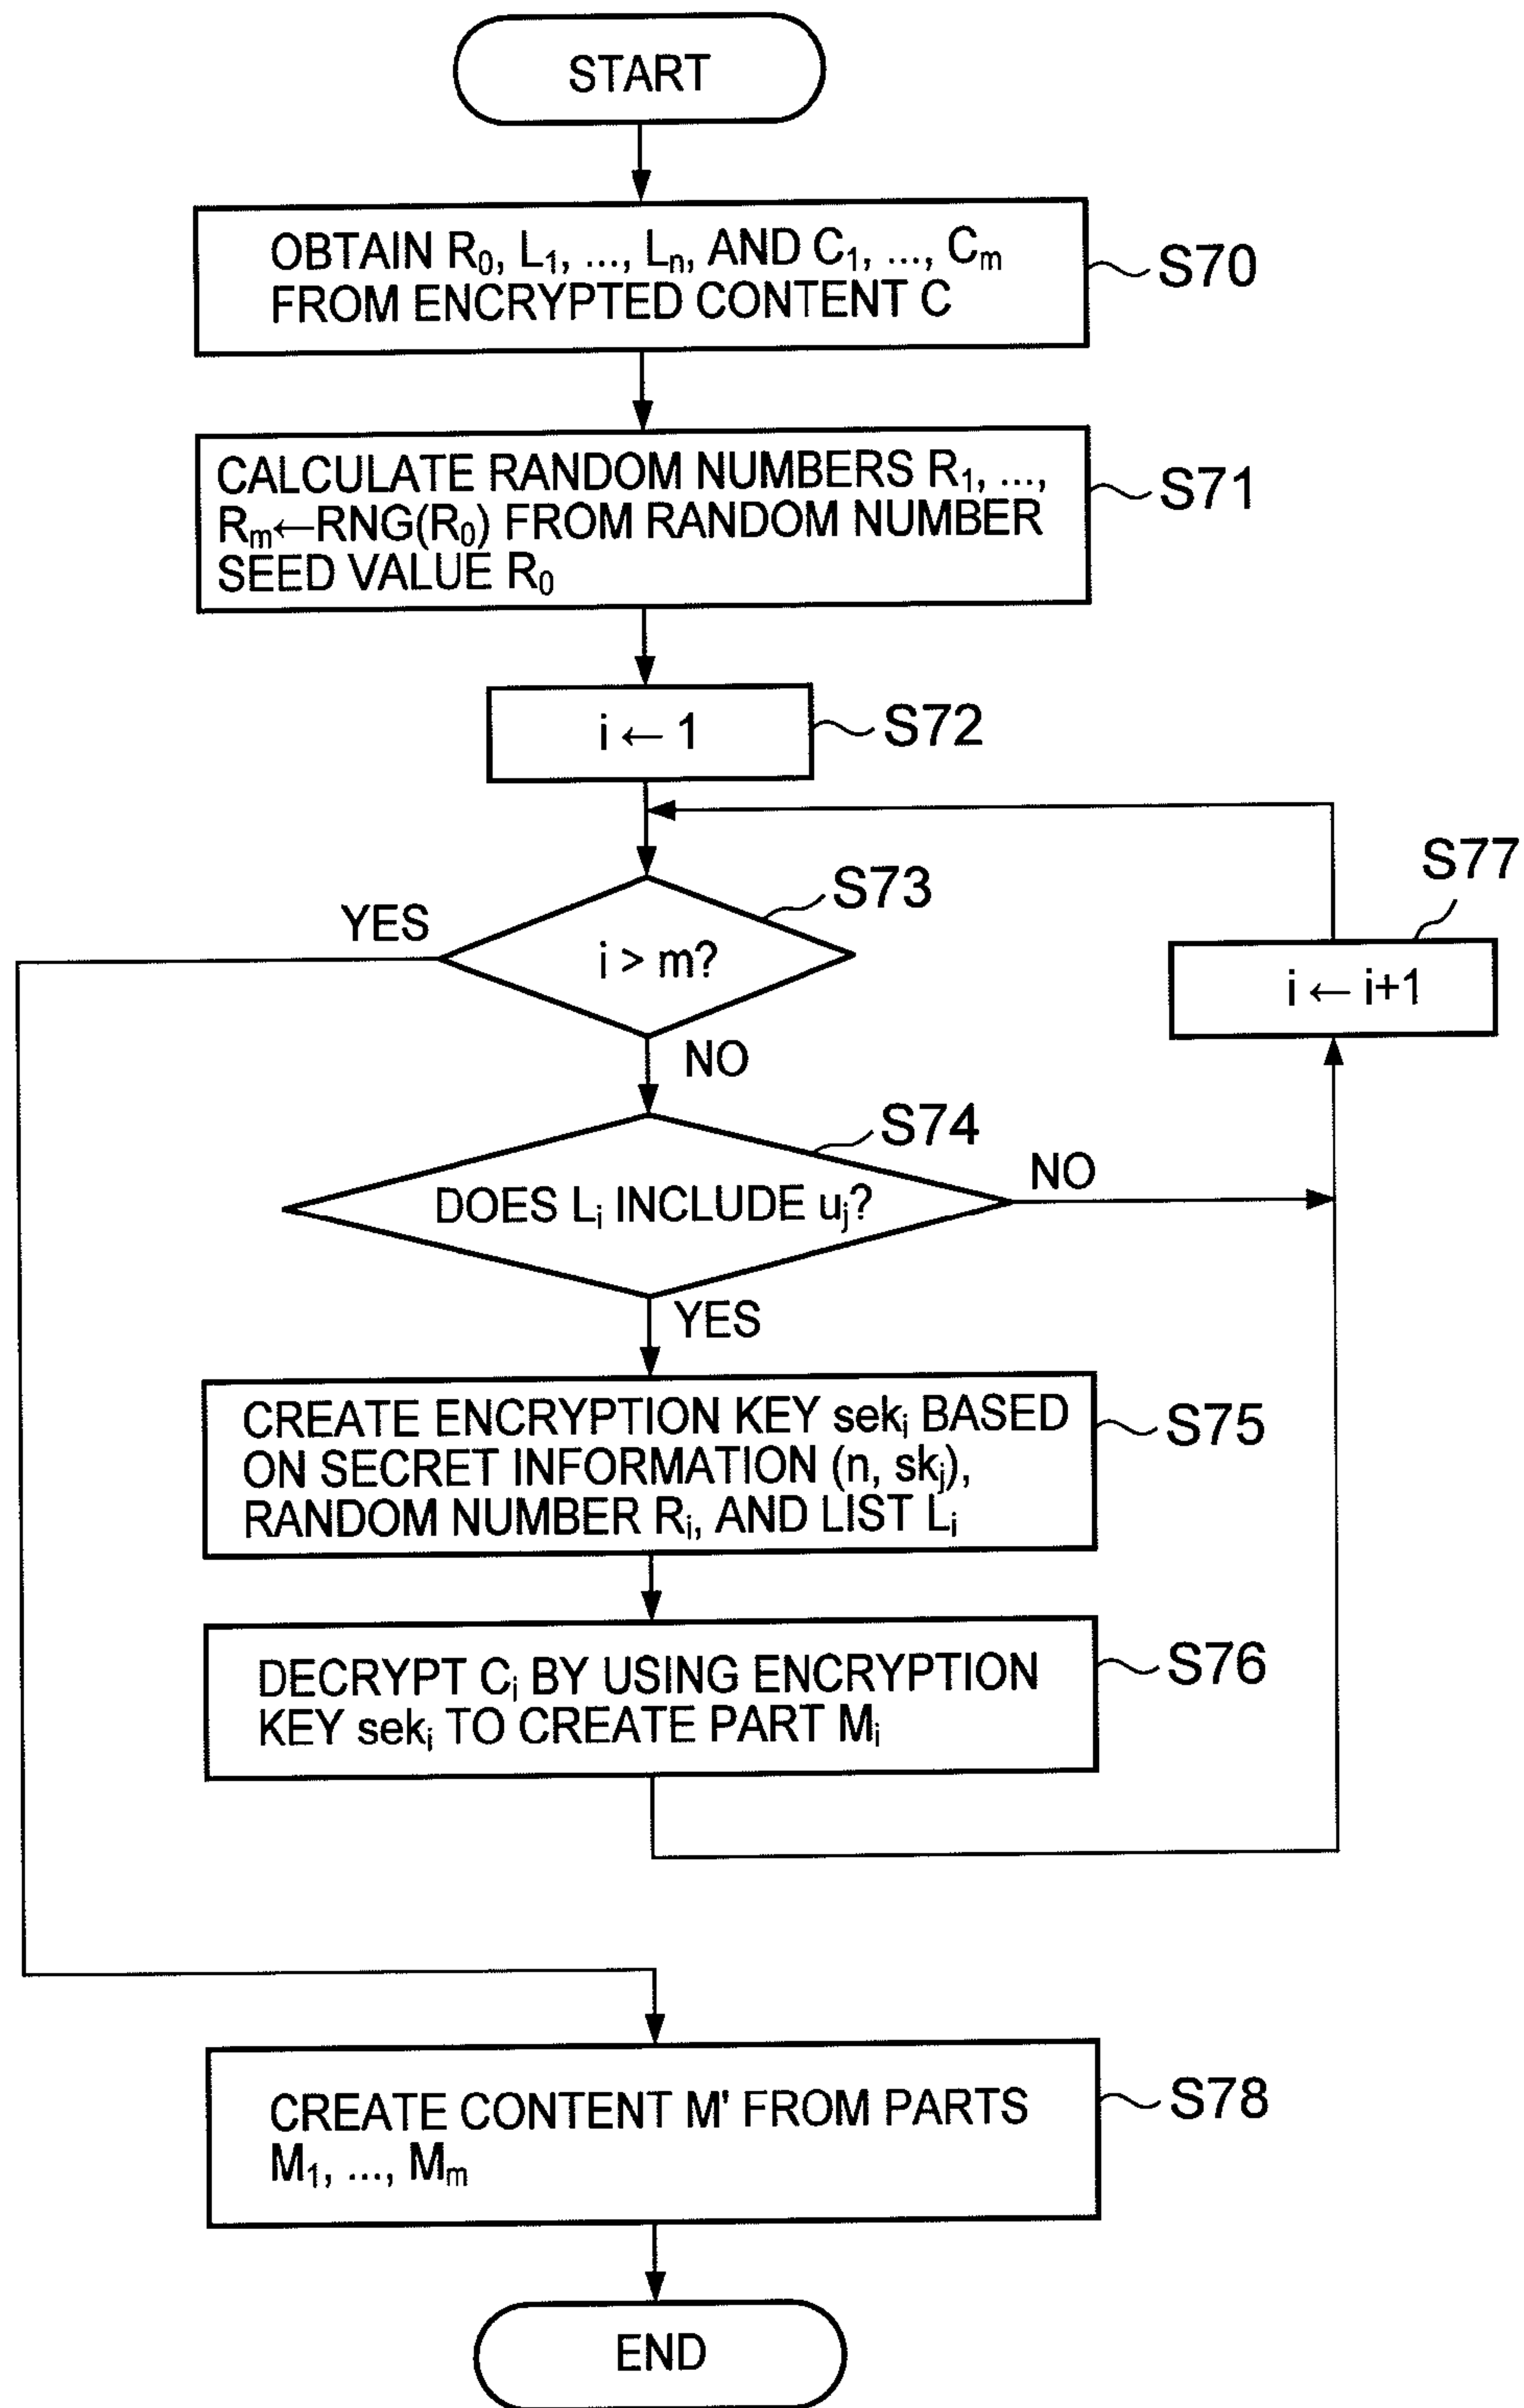 START
OBTAIN R₀, L₁, ..., Lₙ, AND C₁, ..., Cₘ
FROM ENCRYPTED CONTENT C
S70
CALCULATE RANDOM NUMBERS R₁, ...,
Rₘ←RNG(R₀) FROM RANDOM NUMBER
SEED VALUE R₀
S71
i ← 1
S72
S73
YES
i > m?
NO
S77
i ← i+1
S74
DOES Lᵢ INCLUDE uⱼ?
NO
YES
CREATE ENCRYPTION KEY sekᵢ BASED
ON SECRET INFORMATION (n, skⱼ),
RANDOM NUMBER Rᵢ, AND LIST Lᵢ
S75
DECRYPT Cᵢ BY USING ENCRYPTION
KEY sekᵢ TO CREATE PART Mᵢ
S76
CREATE CONTENT M' FROM PARTS
M₁, ..., Mₘ
S78
END